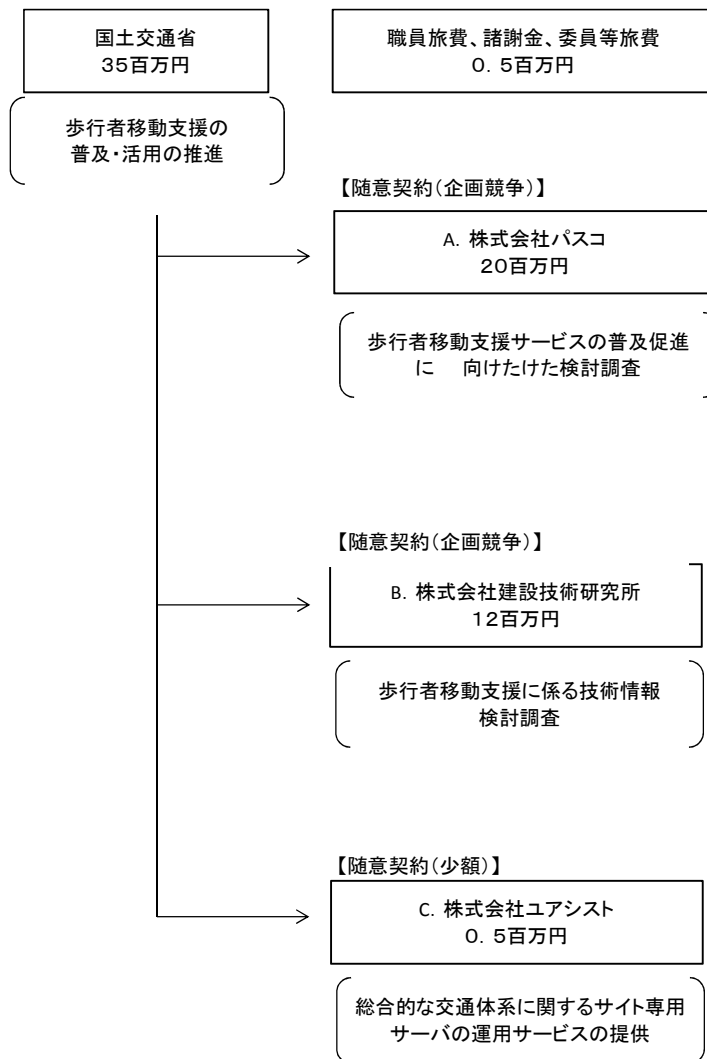 国土交通省
35百万円
歩行者移動支援の
普及・活用の推進
職員旅費、諸謝金、委員等旅費
0．5百万円
【随意契約（企画競争）】
A. 株式会社パスコ
20百万円
歩行者移動支援サービスの普及促進
に　向けたけた検討調査
【随意契約（企画競争）】
B. 株式会社建設技術研究所
12百万円
歩行者移動支援に係る技術情報
検討調査
【随意契約（少額）】
C. 株式会社ユアシスト
0．5百万円
総合的な交通体系に関するサイト専用
サーバの運用サービスの提供